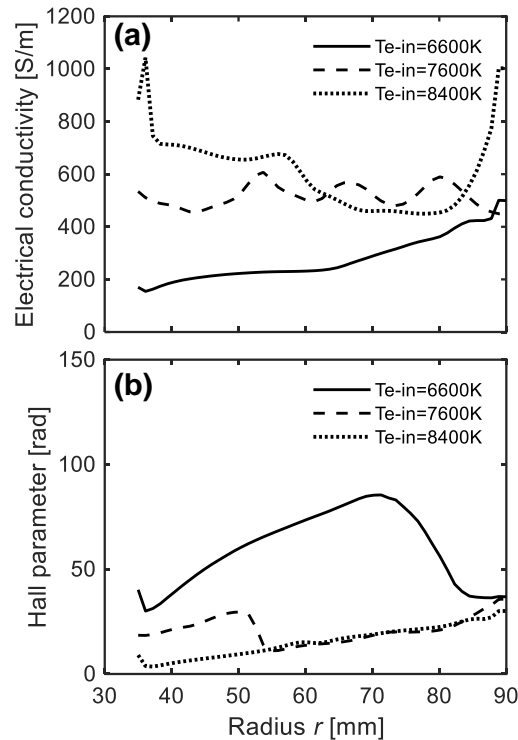 1200
(a)
Te-in=6600K
1000
Te-in=7600K
Te-in=8400K
800
600
400
200
0
Electrical conductivity [S/m]
150
(b)
Te-in=6600K
Te-in=7600K
100
Te-in=8400K
50
0
Hall parameter [rad]
30 40 50 60 70 80 90
Radius r [mm]